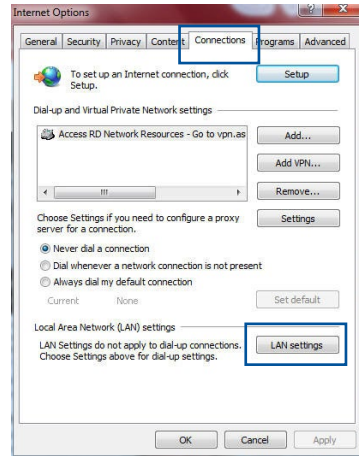 Internet Options
General Security Privacy Content Connections Programs Advanced
To set up an Internet connection, click
Setup.
Setup
Dial-up and Virtual Private Network settings
Access RD Network Resources - Go to vpn.as
Add...
Add VPN...
Remove...
Choose Settings if you need to configure a proxy
server for a connection.
Settings
Never dial a connection
Dial whenever a network connection is not present
Always dial my default connection
Current None
Set default
Local Area Network (LAN) settings
LAN Settings do not apply to dial-up connections.
Choose Settings above for dial-up settings.
LAN settings
OK Cancel Apply